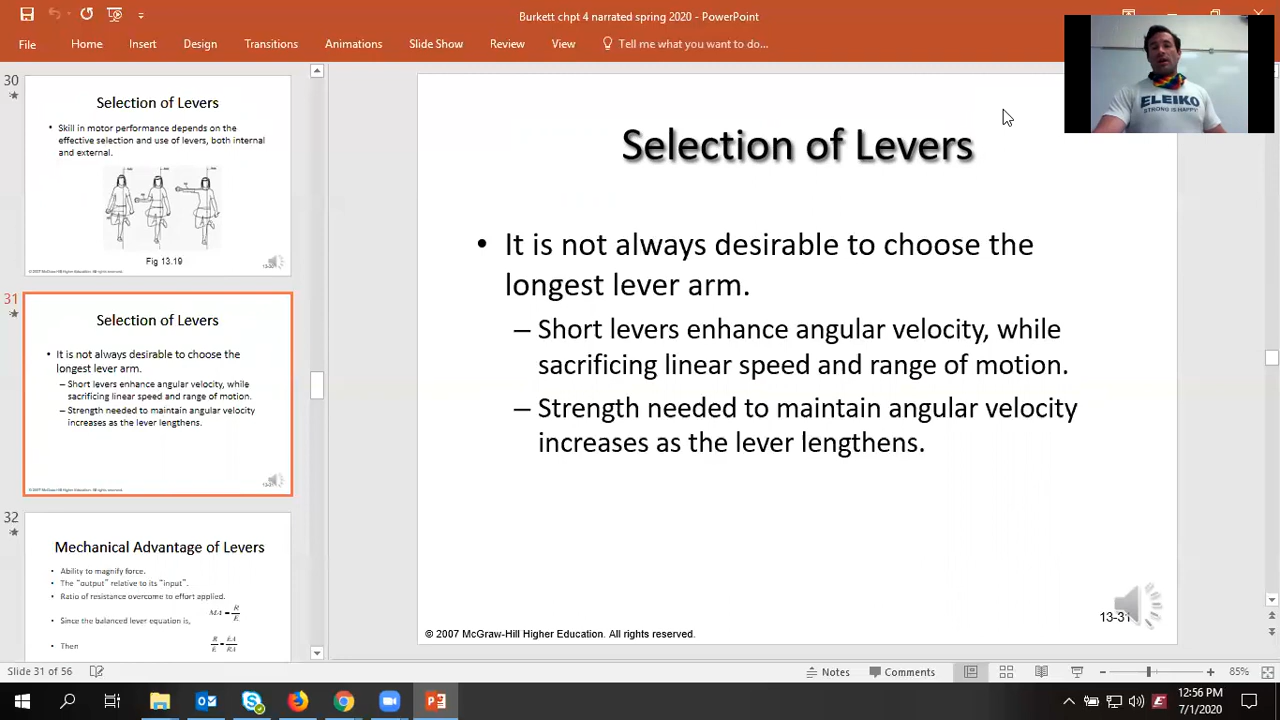 Burkett chpt 4 narrated spring 2020 - PowerPoint
File
Home
Insert
Design
Transitions
Animations
Slide Show
Review
View
Tell me what you want to do...
30
Selection of Levers
• Skill in motor performance depends on the
effective selection and use of levers, both internal
and external.
Fig 13.19
31
Selection of Levers
• It is not always desirable to choose the
longest lever arm.
– Short levers enhance angular velocity, while
sacrificing linear speed and range of motion.
– Strength needed to maintain angular velocity
increases as the lever lengthens.
32
Mechanical Advantage of Levers
• Ability to magnify force.
• The "output" relative to its "input".
• Ratio of resistance overcome to effort applied.
• Since the balanced lever equation is,
MA = R/E
• Then
R/E = EA/RA
Selection of Levers
• It is not always desirable to choose the
longest lever arm.
– Short levers enhance angular velocity, while
sacrificing linear speed and range of motion.
– Strength needed to maintain angular velocity
increases as the lever lengthens.
© 2007 McGraw-Hill Higher Education. All rights reserved.
13-31
ELEIKO
STRONG IS HAPPY
Slide 31 of 56
Notes
Comments
85%
12:56 PM
7/1/2020